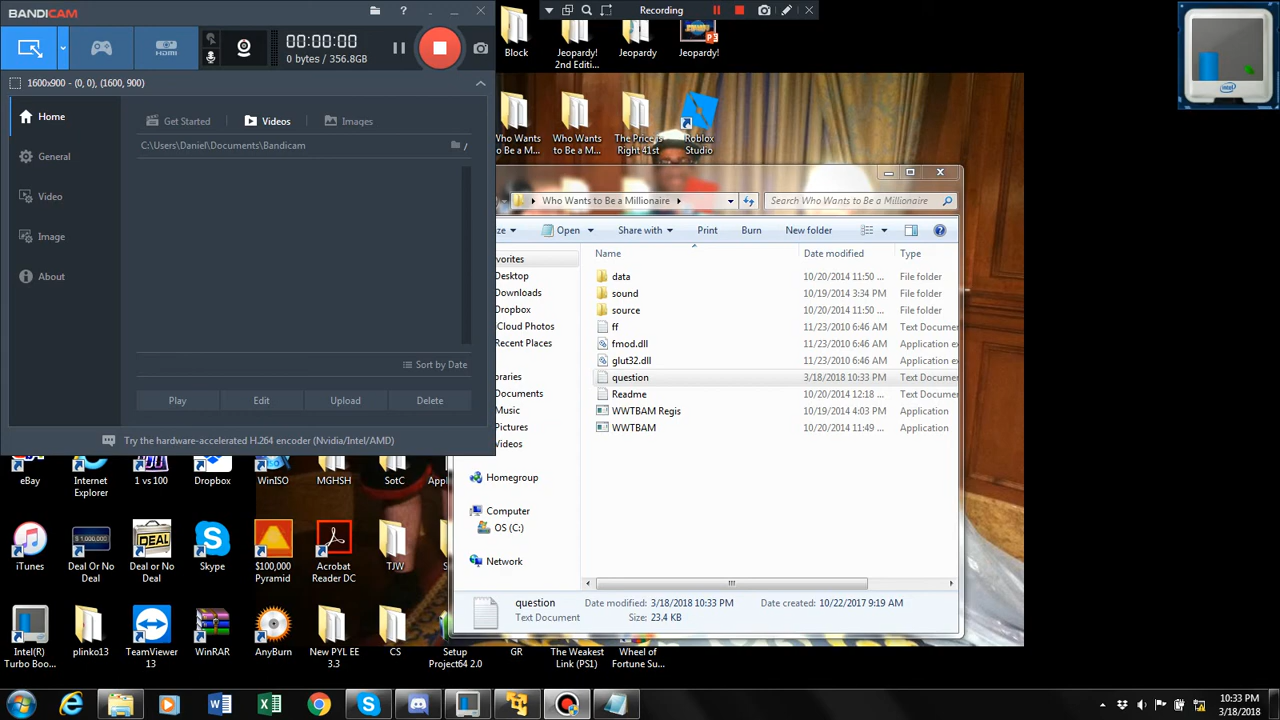 BANDICAM
?
00:00:00
0 bytes / 356.8GB
HDMI
1600x900 - (0, 0), (1600, 900)
Home
General
Video
Image
About
Get Started
Videos
Images
C:\Users\Daniel\Documents\Bandicam
/
Sort by Date
Play
Edit
Upload
Delete
Try the hardware-accelerated H.264 encoder (Nvidia/Intel/AMD)
Recording
Block
Jeopardy!
2nd Editi...
Jeopardy
Jeopardy!
Who Wants
to Be a M...
Who Wants
to Be a M...
The Price is
Right 41st
Roblox
Studio
intel
Who Wants to Be a Millionaire
Search Who Wants to Be a Millionaire
ze
Open
Share with
Print
Burn
New folder
Name
Date modified
Type
vorites
Desktop
Downloads
Dropbox
Cloud Photos
Recent Places
braries
Documents
Music
Pictures
Videos
Homegroup
Computer
OS (C:)
Network
data
10/20/2014 11:50 ...
File folder
sound
10/19/2014 3:34 PM
File folder
source
10/20/2014 11:50 ...
File folder
ff
11/23/2010 6:46 AM
Text Docume
fmod.dll
11/23/2010 6:46 AM
Application e
glut32.dll
11/23/2010 6:46 AM
Application e
question
3/18/2018 10:33 PM
Text Docume
Readme
10/20/2014 12:18 ...
Text Docume
WWTBAM Regis
10/19/2014 4:03 PM
Application
WWTBAM
10/20/2014 11:49 ...
Application
question
Date modified: 3/18/2018 10:33 PM
Date created: 10/22/2017 9:19 AM
Text Document
Size: 23.4 KB
eBay
Internet
Explorer
1 vs 100
Dropbox
WinISO
MGHSH
SotC
Appl
iTunes
Deal Or No
Deal
DEAL
Deal or No
Deal
Skype
$100,000
Pyramid
Acrobat
Reader DC
TJW
S
Intel(R)
Turbo Boo...
plinko13
TeamViewer
13
WinRAR
AnyBurn
New PYL EE
3.3
CS
Setup
Project64 2.0
GR
The Weakest
Link (PS1)
Wheel of
Fortune Su...
10:33 PM
3/18/2018